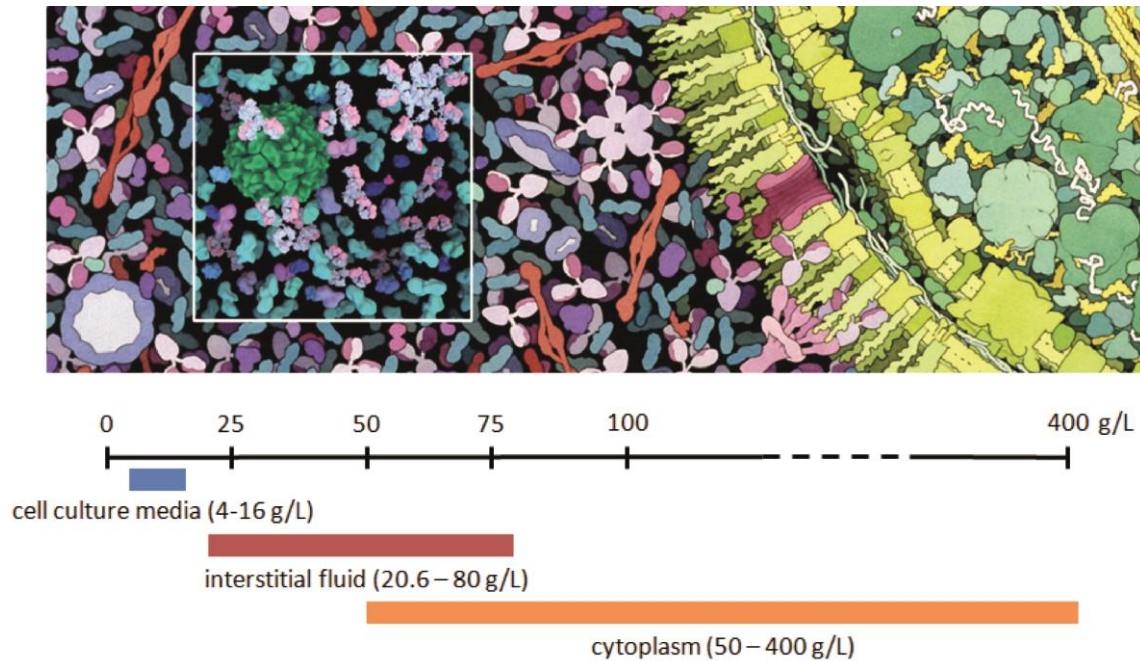 0 25 50 75 100 400 g/L
cell culture media (4-16 g/L)
interstitial fluid (20.6 – 80 g/L)
cytoplasm (50 – 400 g/L)